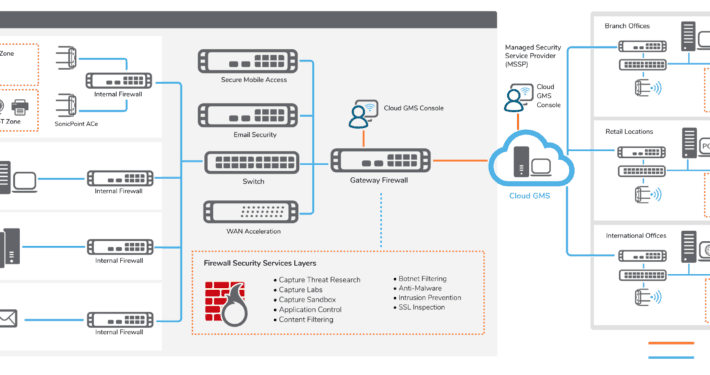 Zone
T Zone
SonicPoint ACe
Internal Firewall
Internal Firewall
Internal Firewall
Internal Firewall
Secure Mobile Access
Email Security
Switch
WAN Acceleration
Cloud GMS Console
Gateway Firewall
Firewall Security Services Layers
• Capture Threat Research
• Capture Labs
• Capture Sandbox
• Application Control
• Content Filtering
• Botnet Filtering
• Anti-Malware
• Intrusion Prevention
• SSL Inspection
Managed Security
Service Provider
(MSSP)
Cloud
GMS
Console
Cloud GMS
Branch Offices
Retail Locations
International Offices